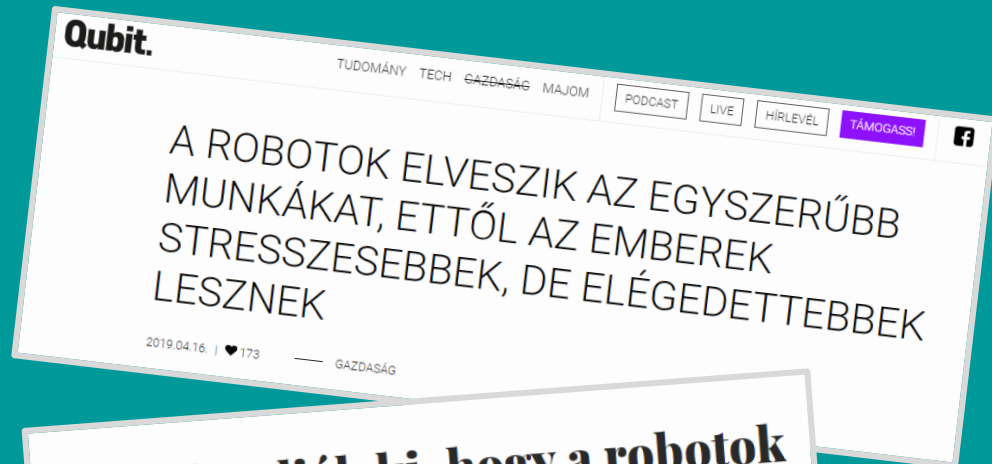 Qubit.
TUDOMÁNY TECH GAZDASÁG MAJOM PODCAST LIVE HÍRLEVÉL TÁMOGASS!
A ROBOTOK ELVESZIK AZ EGYSZERŰBB
MUNKÁKAT, ETTŐL AZ EMBEREK
STRESSZESEBBEK, DE ELÉGEDETTEBBEK
LESZNEK
2019.04.16. | 173 GAZDASÁG
ki, hogy a robotok